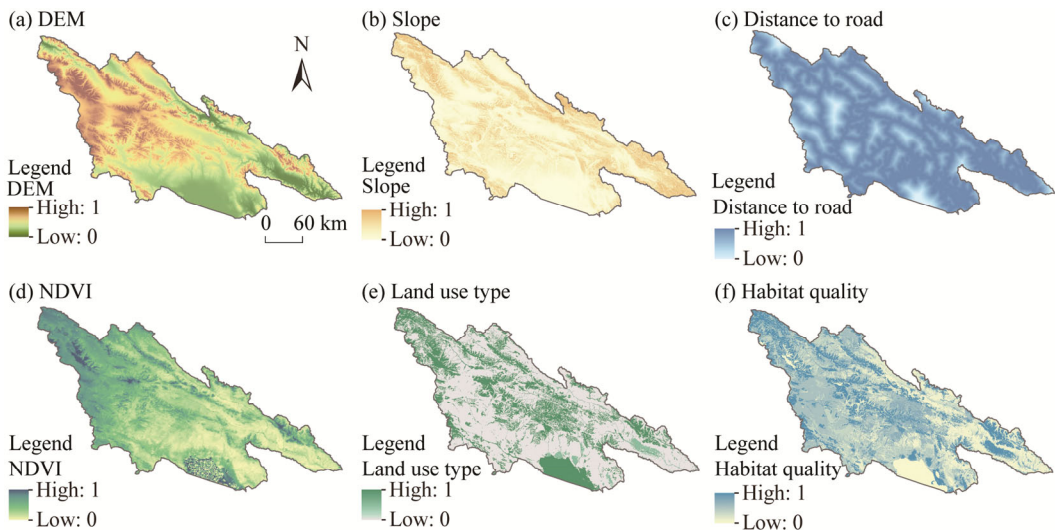 (a) DEM
N
Legend
DEM
High: 1
Low: 0
0 60 km
(b) Slope
Legend
Slope
High: 1
Low: 0
(c) Distance to road
Legend
Distance to road
High: 1
Low: 0
(d) NDVI
Legend
NDVI
High: 1
Low: 0
(e) Land use type
Legend
Land use type
High: 1
Low: 0
(f) Habitat quality
Legend
Habitat quality
High: 1
Low: 0